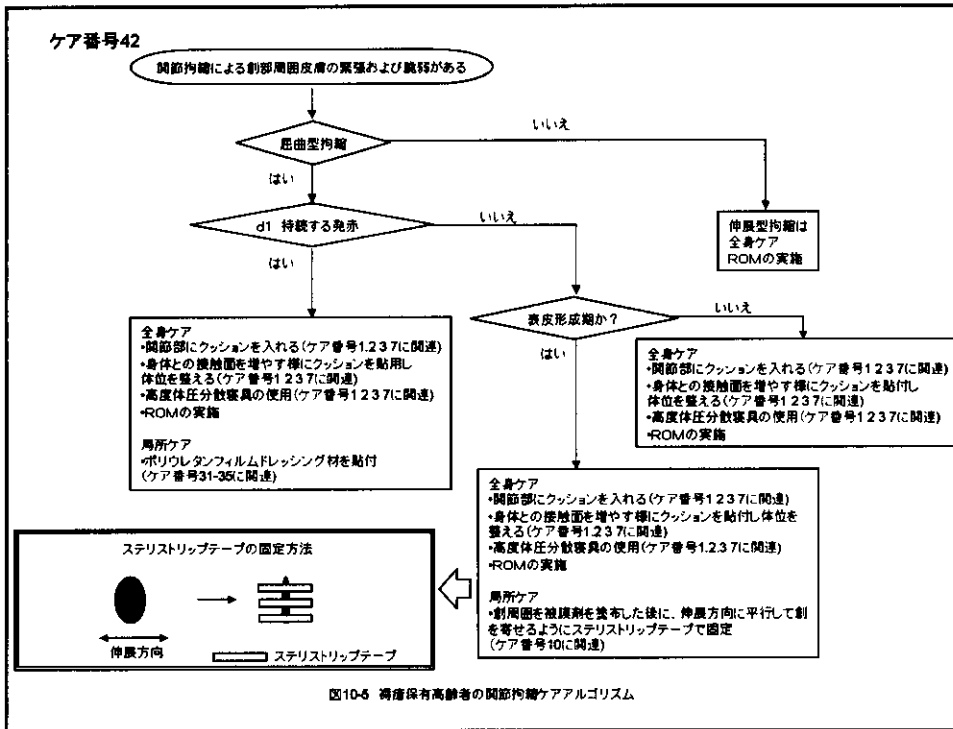 ケア番号42
関節拘縮による創部周囲皮膚の緊張および脆弱がある
いいえ
屈曲型拘縮
はい
d1 持続する発赤
いいえ
はい
伸展型拘縮は
全身ケア
ROMの実施
表皮形成期か？
いいえ
はい
全身ケア
・関節部にクッションを入れる(ケア番号1.2 3 7に関連)
・身体との接触面を増やす様にクッションを貼用し
体位を整える(ケア番号1 2 3 7に関連)
・高度体圧分散寝具の使用(ケア番号1 2 3 7に関連)
・ROMの実施
局所ケア
・ポリウレタンフィルムドレッシング材を貼付
(ケア番号31-35に関連)
全身ケア
・関節部にクッションを入れる(ケア番号1 2 3 7に関連)
・身体との接触面を増やす様にクッションを貼付し
体位を整える(ケア番号1 2 3 7に関連)
・高度体圧分散寝具の使用(ケア番号1 2 3 7に関連)
・ROMの実施
全身ケア
・関節部にクッションを入れる(ケア番号1 2 3 7に関連)
・身体との接触面を増やす様にクッションを貼付し体位を
整える(ケア番号1.2 3 7に関連)
・高度体圧分散寝具の使用(ケア番号1.2.3 7に関連)
・ROMの実施
局所ケア
・創周囲を被膜剤を塗布した後に、伸展方向に平行して創
を寄せるようにステリストリップテープで固定
(ケア番号10に関連)
ステリストリップテープの固定方法
伸展方向
ステリストリップテープ
図10-5 褥瘡保有高齢者の関節拘縮ケアアルゴリズム